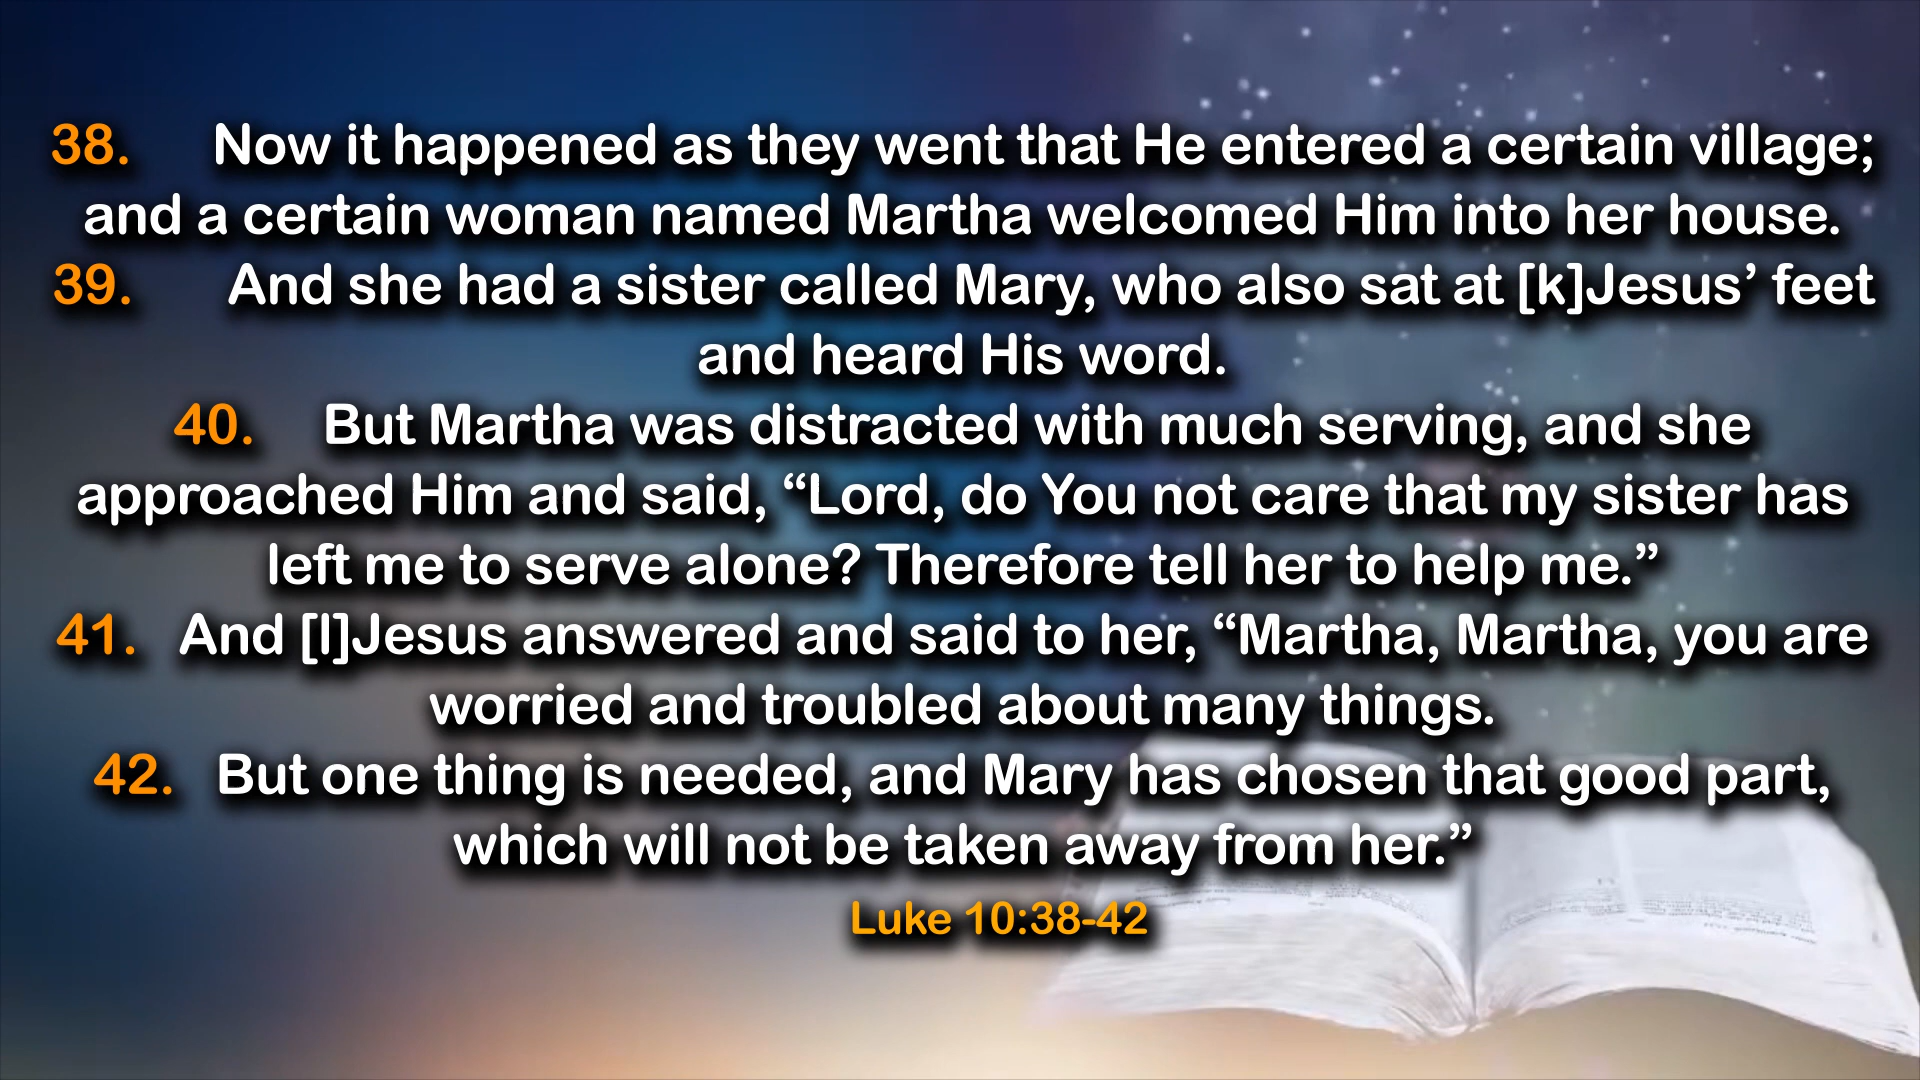 38. Now it happened as they went that He entered a certain village;
and a certain woman named Martha welcomed Him into her house.
39. And she had a sister called Mary, who also sat at [k]Jesus’ feet
and heard His word.
40. But Martha was distracted with much serving, and she
approached Him and said, “Lord, do You not care that my sister has
left me to serve alone? Therefore tell her to help me.”
41. And [l]Jesus answered and said to her, “Martha, Martha, you are
worried and troubled about many things.
42. But one thing is needed, and Mary has chosen that good part,
which will not be taken away from her.”
Luke 10:38-42